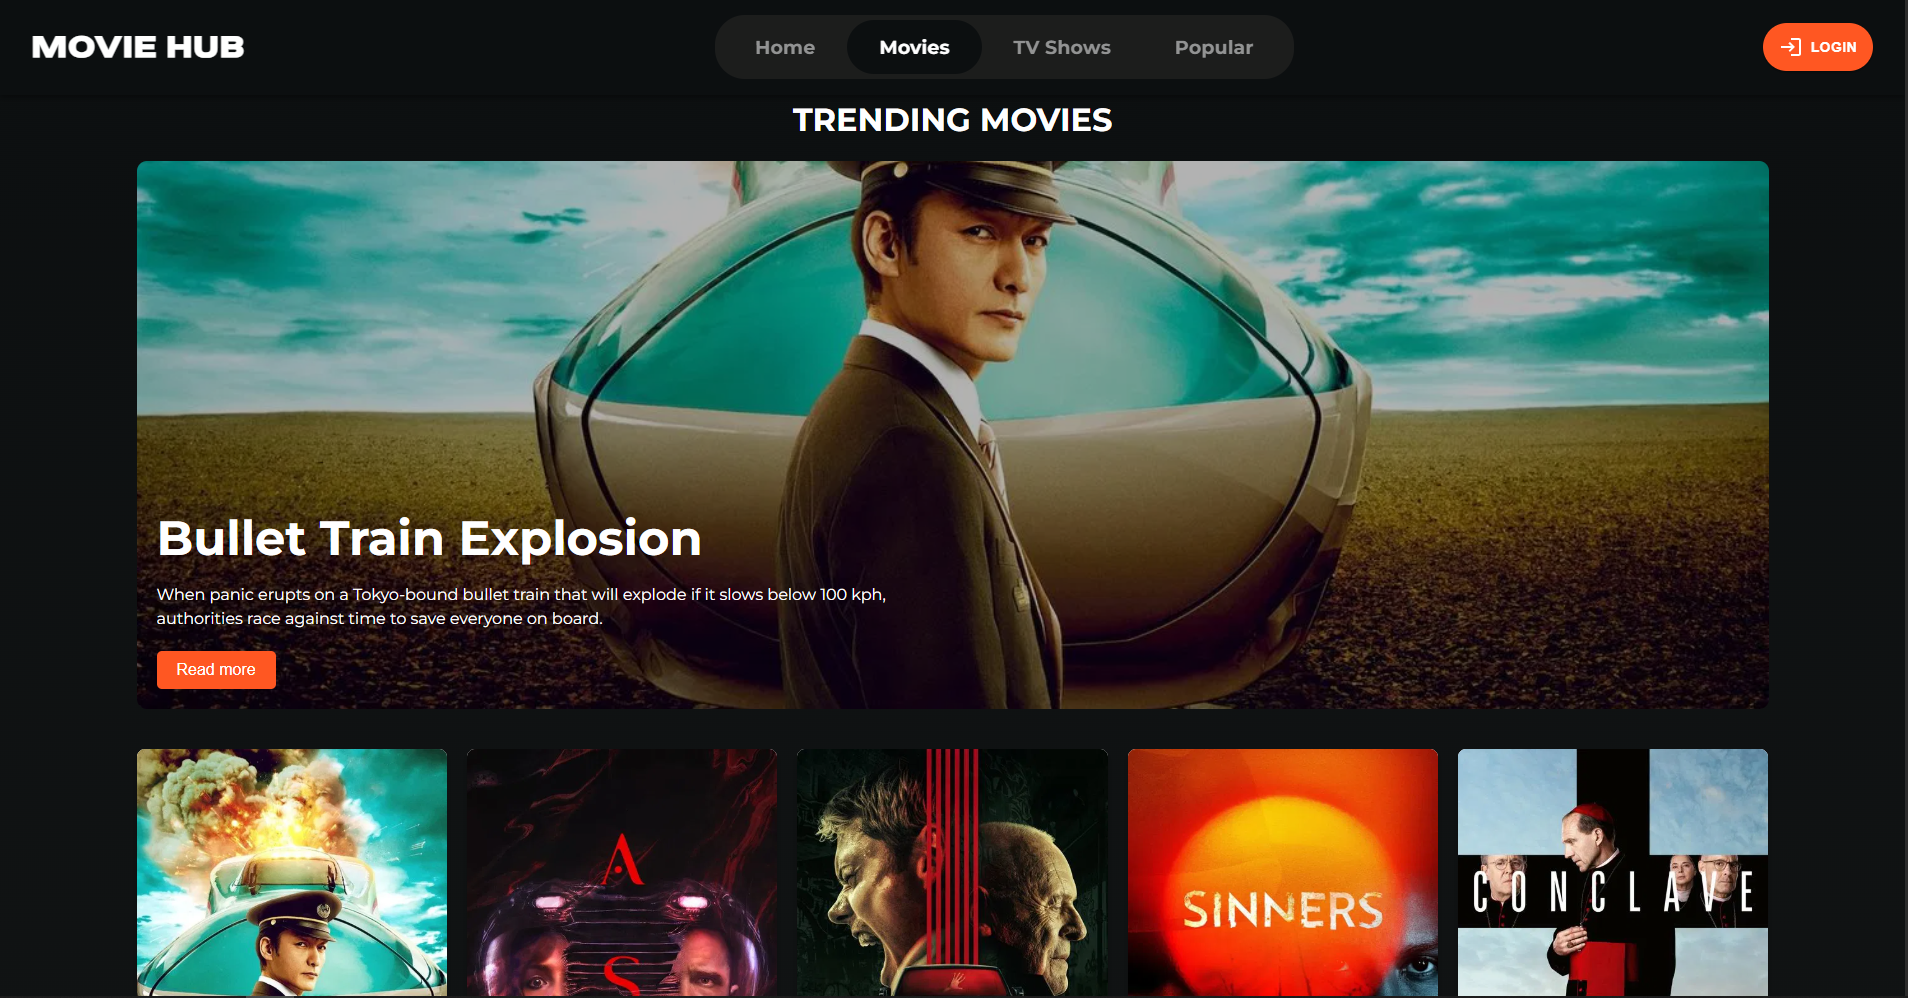 MOVIE HUB
Home
Movies
TV Shows
Popular
LOGIN
TRENDING MOVIES
Bullet Train Explosion
When panic erupts on a Tokyo-bound bullet train that will explode if it slows below 100 kph,
authorities race against time to save everyone on board.
Read more
A
S
SINNERS
CONCLAVE